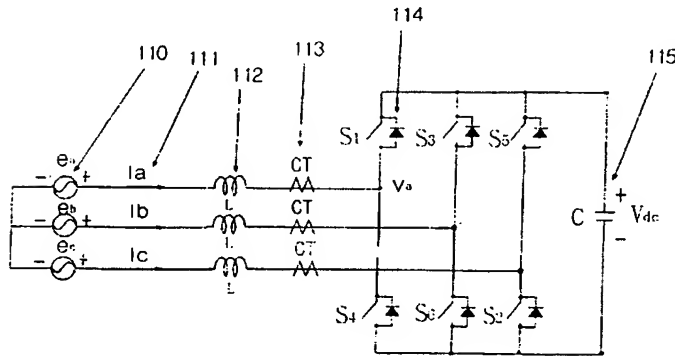 110 111 112 113 114 115
S1 S3 S5
CT
ea
Ia
L
Va
CT
eb
Ib
L
C Vdc
CT
ec
Ic
L
S4 S6 S2